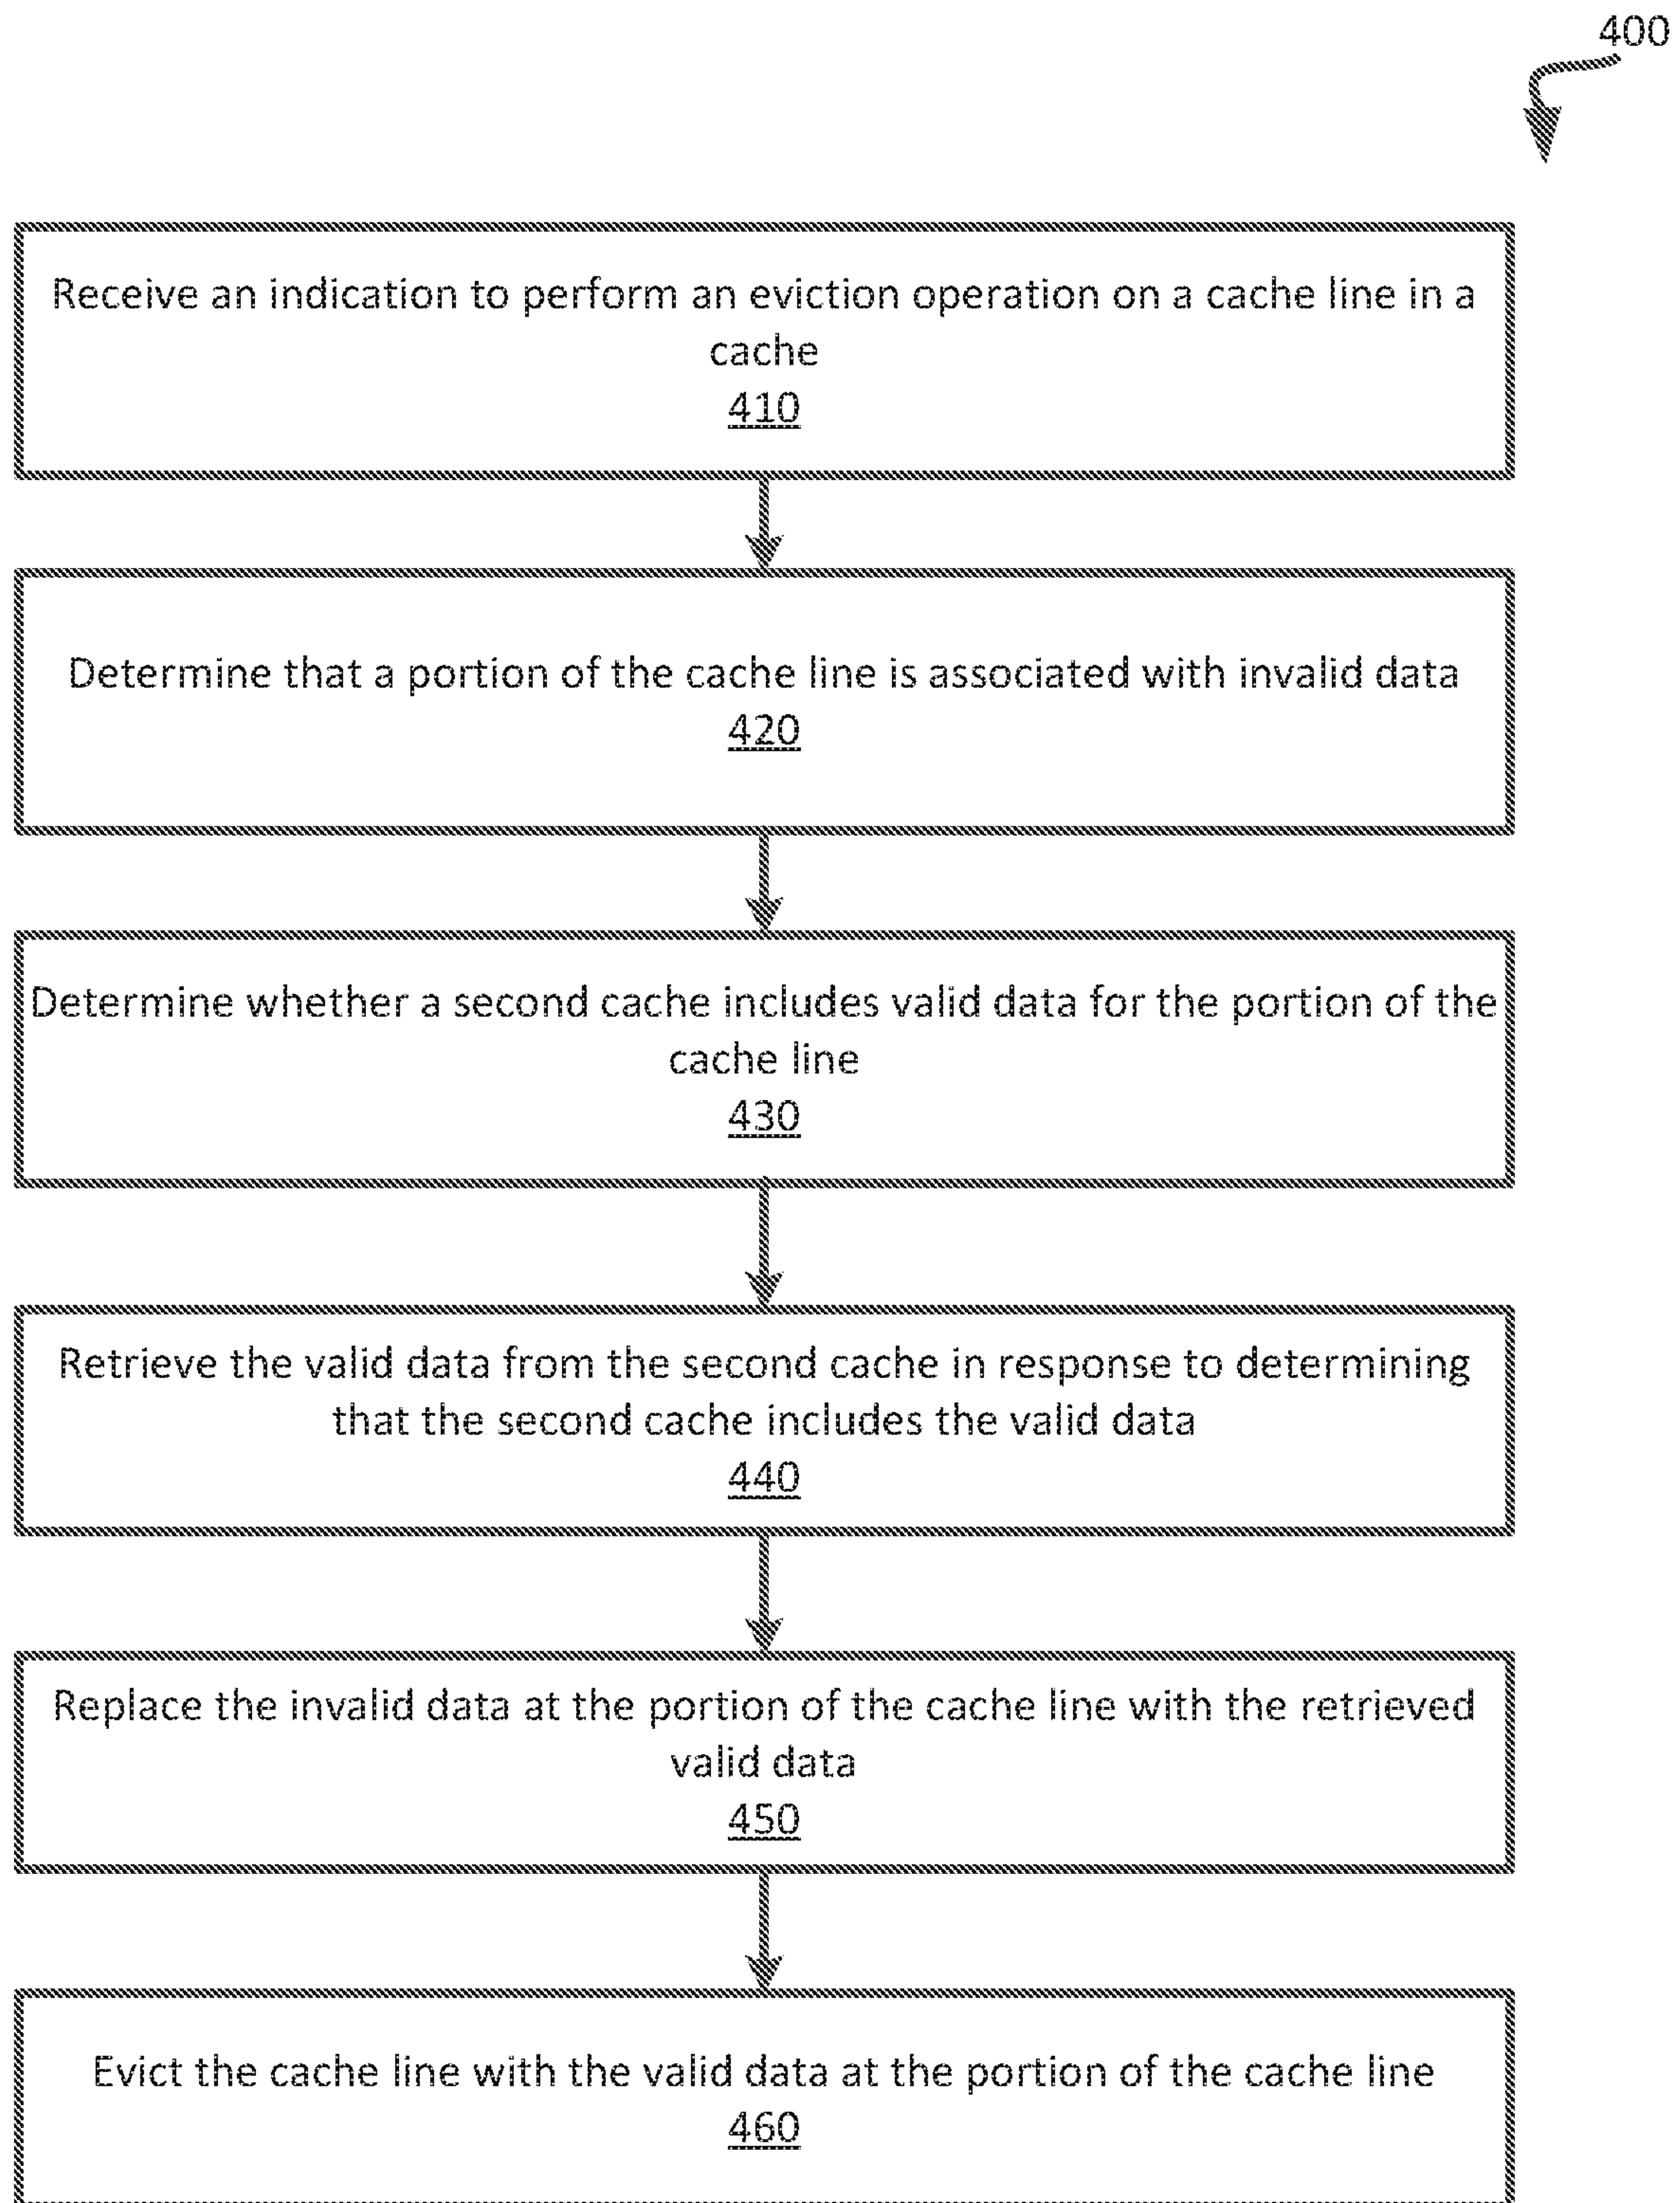 400
Receive an indication to perform an eviction operation on a cache line in a
cache
410
Determine that a portion of the cache line is associated with invalid data
420
Determine whether a second cache includes valid data for the portion of the
cache line
430
Retrieve the valid data from the second cache in response to determining
that the second cache includes the valid data
440
Replace the invalid data at the portion of the cache line with the retrieved
valid data
450
Evict the cache line with the valid data at the portion of the cache line
460